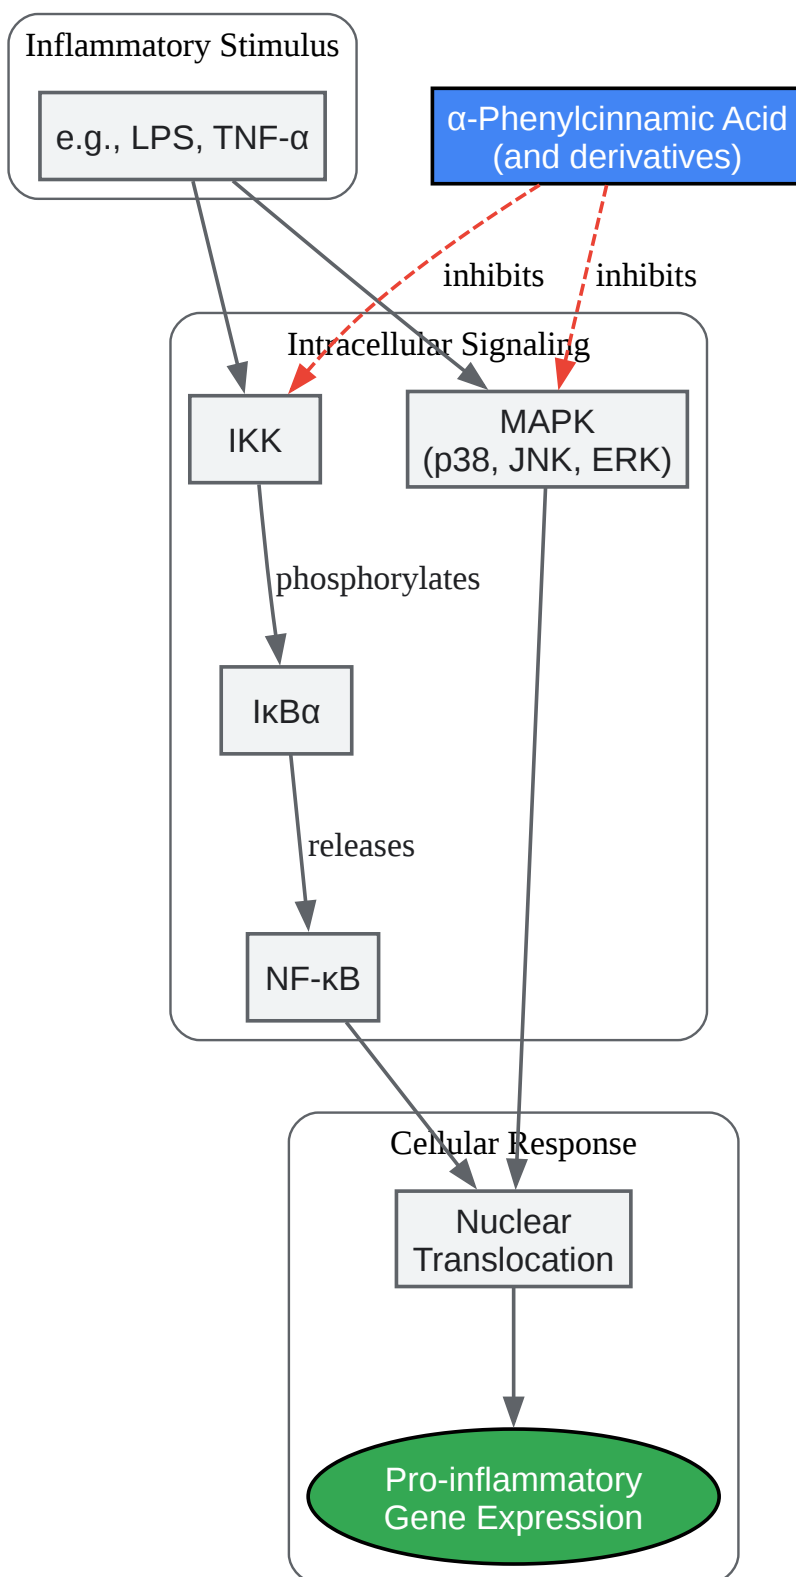 Inflammatory Stimulus
e.g., LPS, TNF-α
α-Phenylcinnamic Acid
(and derivatives)
inhibits
inhibits
Intracellular Signaling
IKK
MAPK
(p38, JNK, ERK)
phosphorylates
IκBα
releases
NF-κB
Cellular Response
Nuclear
Translocation
Pro-inflammatory
Gene Expression